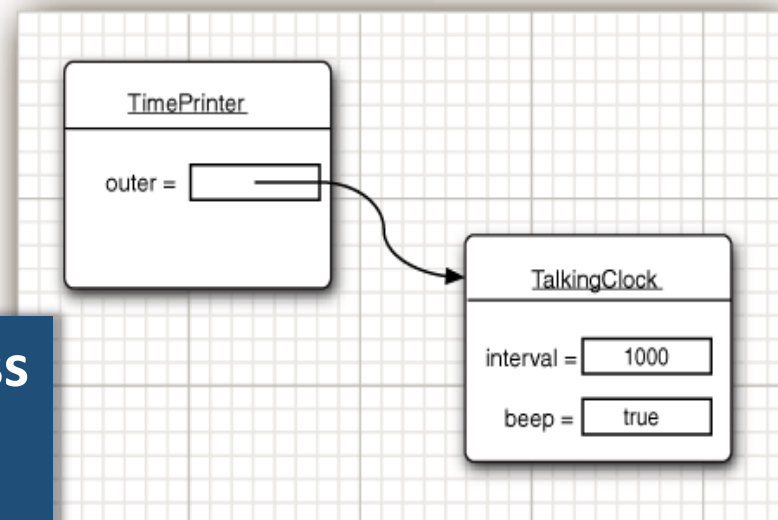 TimePrinter
outer =
TalkingClock
interval = 1000
beep = true